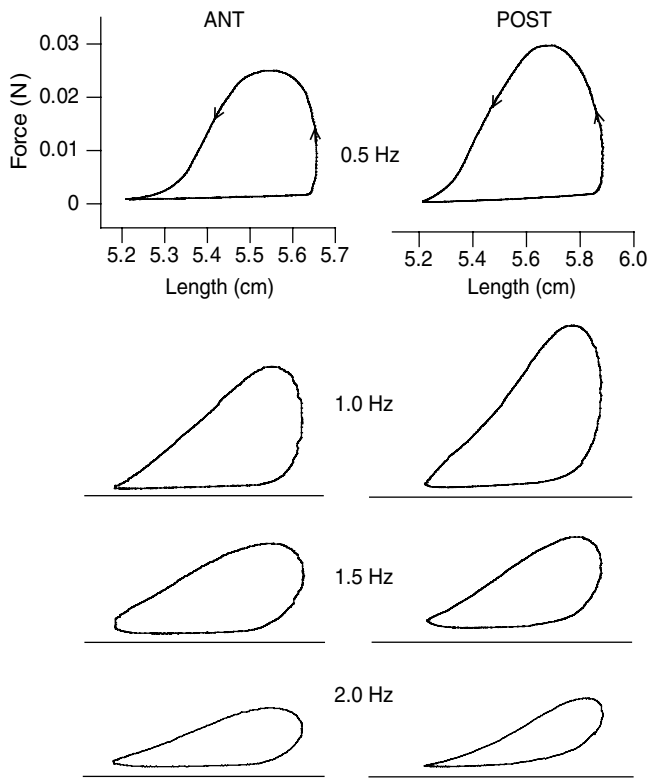 ANT
POST
Force (N)
0.03
0.02
0.01
0
0.5 Hz
5.2 5.3 5.4 5.5 5.6 5.7
5.2 5.4 5.6 5.8 6.0
Length (cm)
Length (cm)
1.0 Hz
1.5 Hz
2.0 Hz